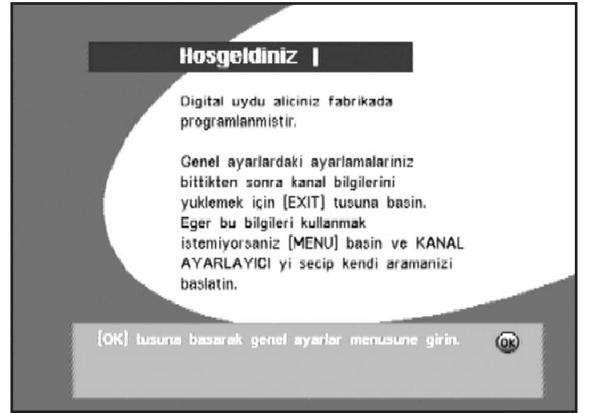 Hosgeldiniz |
Digital uydu aliciniz fabrikada
programlanmistir.
Genel ayarlardaki ayarlamalariniz
bittikten sonra kanal bilgilerini
yuklemek için [EXIT] tusuna basin.
Eger bu bilgileri kullanmak
istemiyorsaniz [MENU] basin ve KANAL
AYARLAYICI yi secip kendi aramanizi
baslatin.
[OK] tusuna basarak genel ayarlar menusune girin.
OK